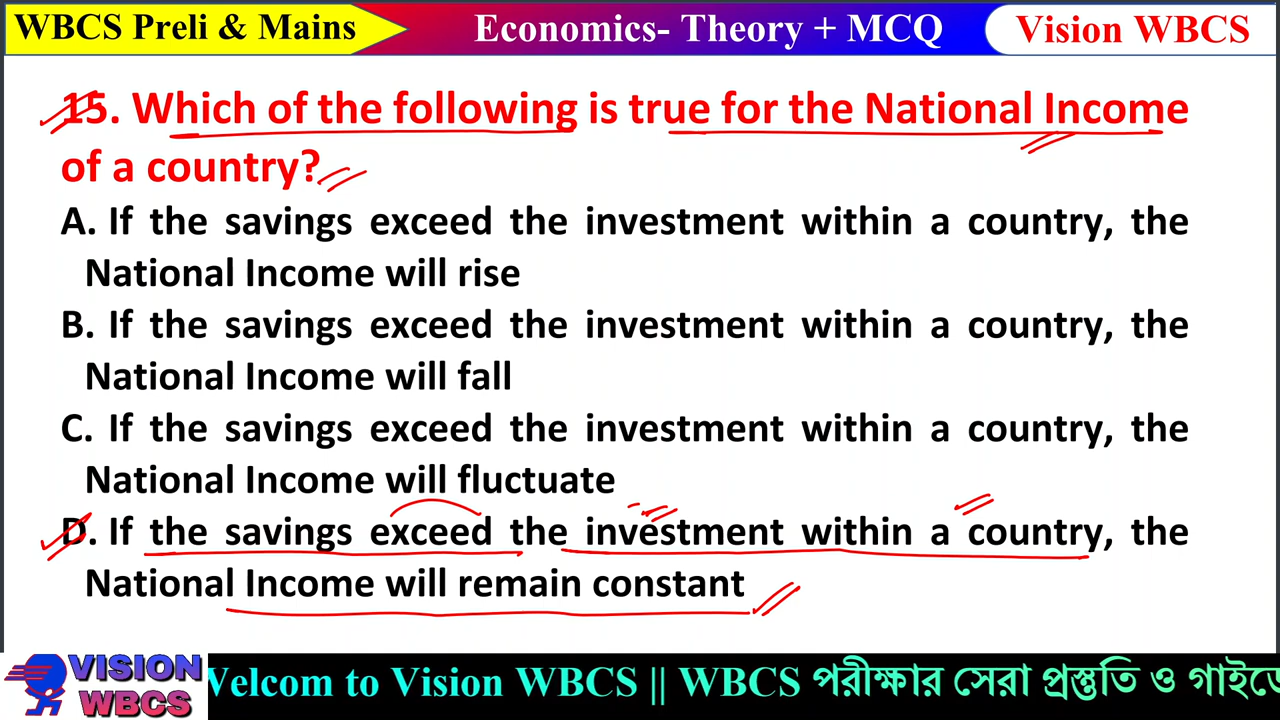 WBCS Preli & Mains
Economics- Theory + MCQ
Vision WBCS
15. Which of the following is true for the National Income
of a country?
A. If the savings exceed the investment within a country, the
National Income will rise
B. If the savings exceed the investment within a country, the
National Income will fall
C. If the savings exceed the investment within a country, the
National Income will fluctuate
D. If the savings exceed the investment within a country, the
National Income will remain constant
VISION
WBCS
Velcom to Vision WBCS || WBCS পরীক্ষার সেরা প্রস্তুতি ও